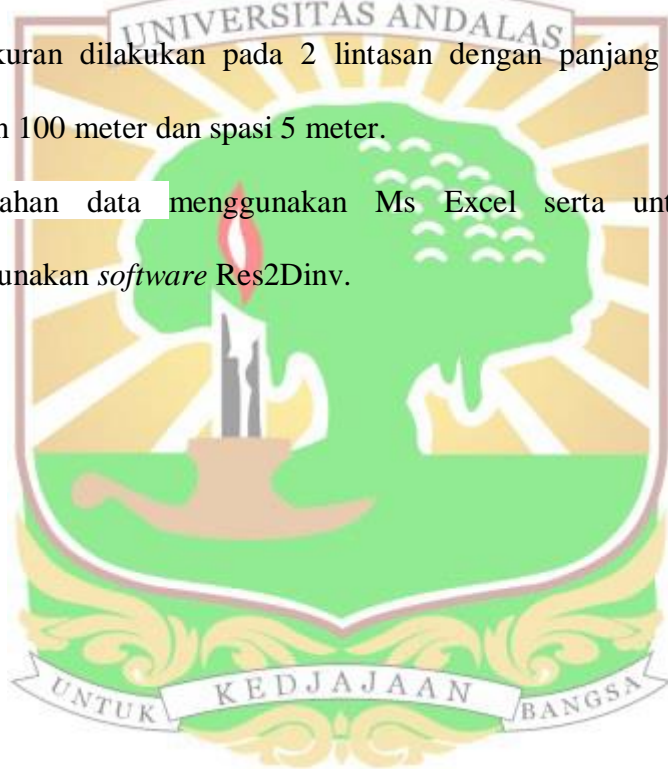 UNIVERSITAS ANDALAS
kuran dilakukan pada 2 lintasan dengan panjang
n 100 meter dan spasi 5 meter.
ahan data menggunakan Ms Excel serta unt
unakan software Res2Dinv.
UNTUK KEDJAJAAN BANGSA